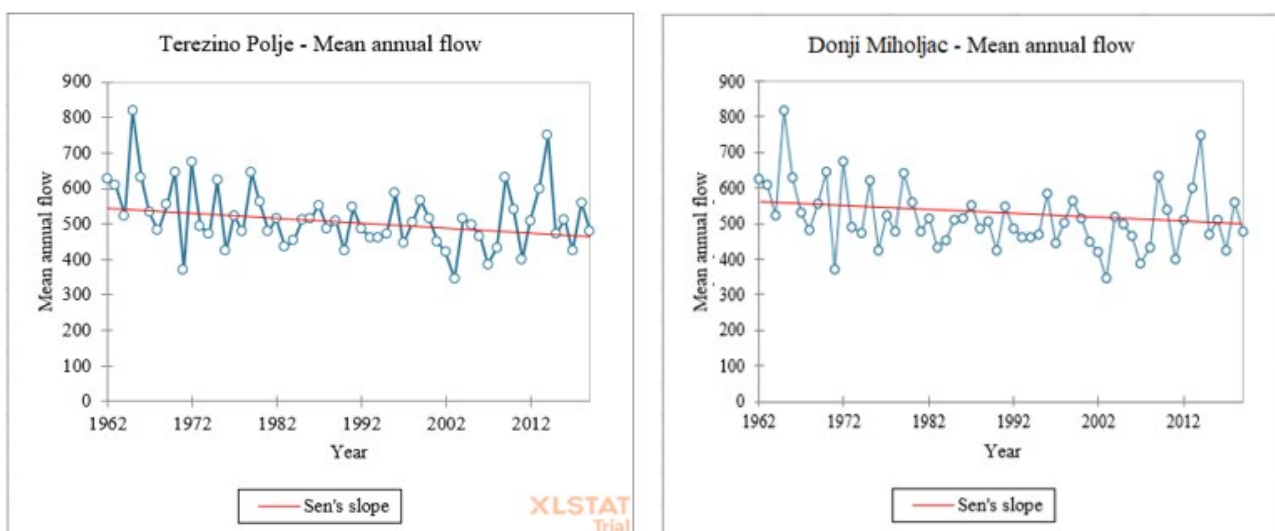 Terezino Polje - Mean annual flow
900
800
700
600
500
400
300
200
100
0
Mean annual flow
1962 1972 1982 1992 2002 2012
Year
Sen's slope
XLSTAT
Trial
Donji Miholjac - Mean annual flow
900
800
700
600
500
400
300
200
100
0
Mean annual flow
1962 1972 1982 1992 2002 2012
Year
Sen's slope